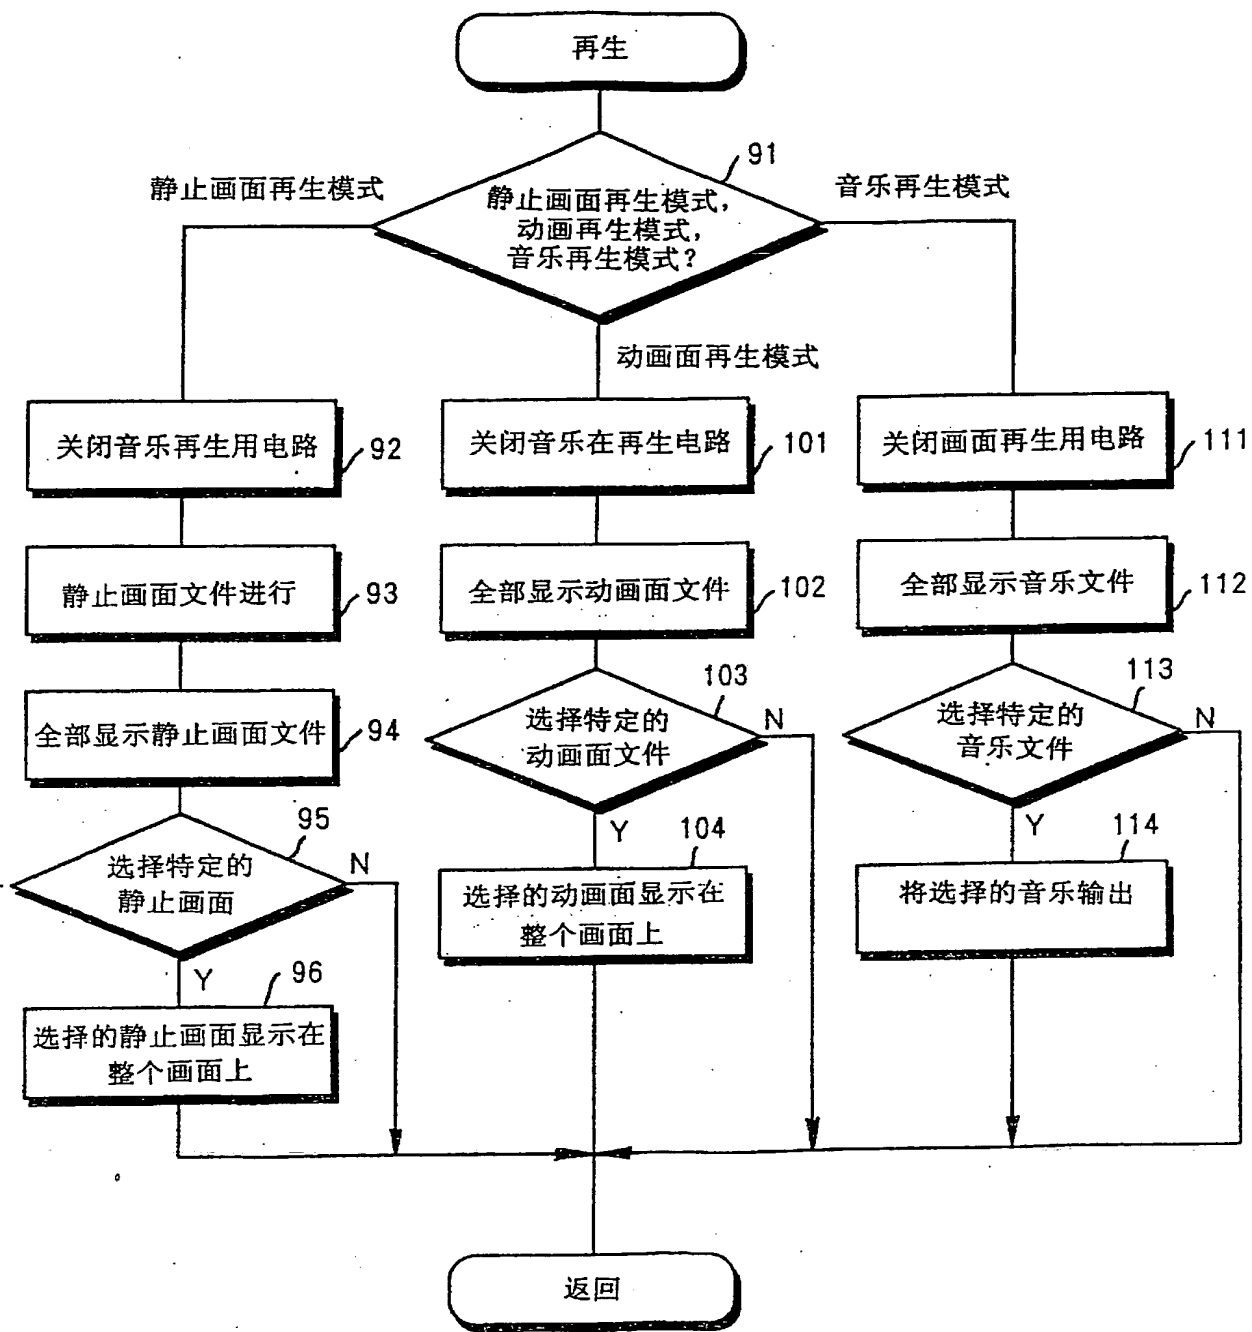 再生
91
静止画面再生模式
音乐再生模式
静止画面再生模式，
动画再生模式，
音乐再生模式？
动画面再生模式
关闭音乐再生用电路
92
关闭音乐在再生电路
101
关闭画面再生用电路
111
静止画面文件进行
93
全部显示动画面文件
102
全部显示音乐文件
112
全部显示静止画面文件
94
103
选择特定的
动画面文件
N
Y
113
选择特定的
音乐文件
N
Y
95
选择特定的
静止画面
N
Y
104
选择的动画面显示在
整个画面上
114
将选择的音乐输出
96
选择的静止画面显示在
整个画面上
返回